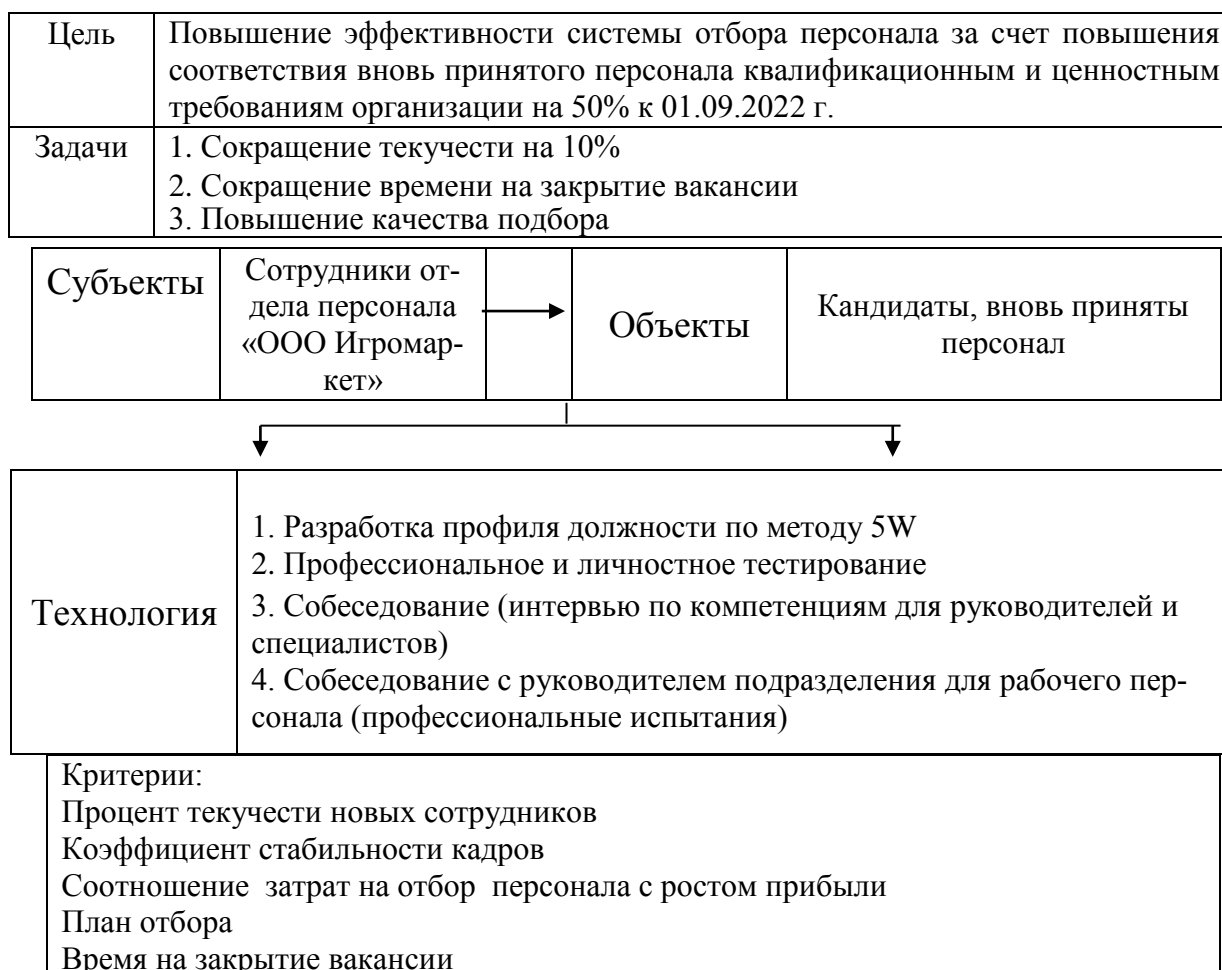 Цель
Повышение эффективности системы отбора персонала за счет повышения
соответствия вновь принятого персонала квалификационным и ценностным
требованиям организации на 50% к 01.09.2022 г.
Задачи
1. Сокращение текучести на 10%
2. Сокращение времени на закрытие вакансии
3. Повышение качества подбора
Субъекты
Сотрудники от-
дела персонала
«ООО Игромар-
кет»
Объекты
Кандидаты, вновь приняты
персонал
Технология
1. Разработка профиля должности по методу 5W
2. Профессиональное и личностное тестирование
3. Собеседование (интервью по компетенциям для руководителей и
специалистов)
4. Собеседование с руководителем подразделения для рабочего пер-
сонала (профессиональные испытания)
Критерии:
Процент текучести новых сотрудников
Коэффициент стабильности кадров
Соотношение затрат на отбор персонала с ростом прибыли
План отбора
Время на закрытие вакансии